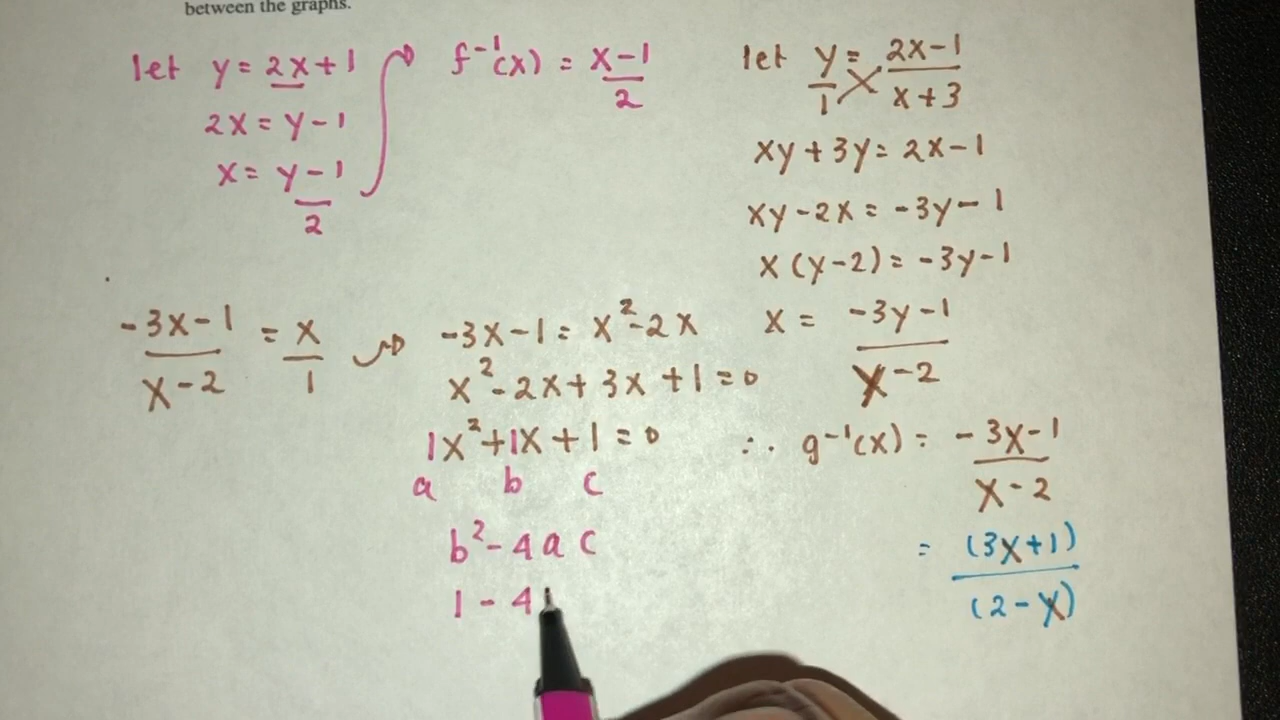 between the graphs.
let y = 2x + 1
2x = y - 1
x = y - 1 / 2
f⁻¹(x) = x - 1 / 2
let y/1 = 2x - 1 / x + 3
xy + 3y = 2x - 1
xy - 2x = -3y - 1
x(y - 2) = -3y - 1
x = -3y - 1 / y - 2
∴ g⁻¹(x) = -3x - 1 / x - 2
= (3x + 1) / (2 - x)
-3x - 1 / x - 2 = x / 1
-3x - 1 = x² - 2x
x² - 2x + 3x + 1 = 0
1x² + 1x + 1 = 0
a b c
b² - 4ac
1 - 4